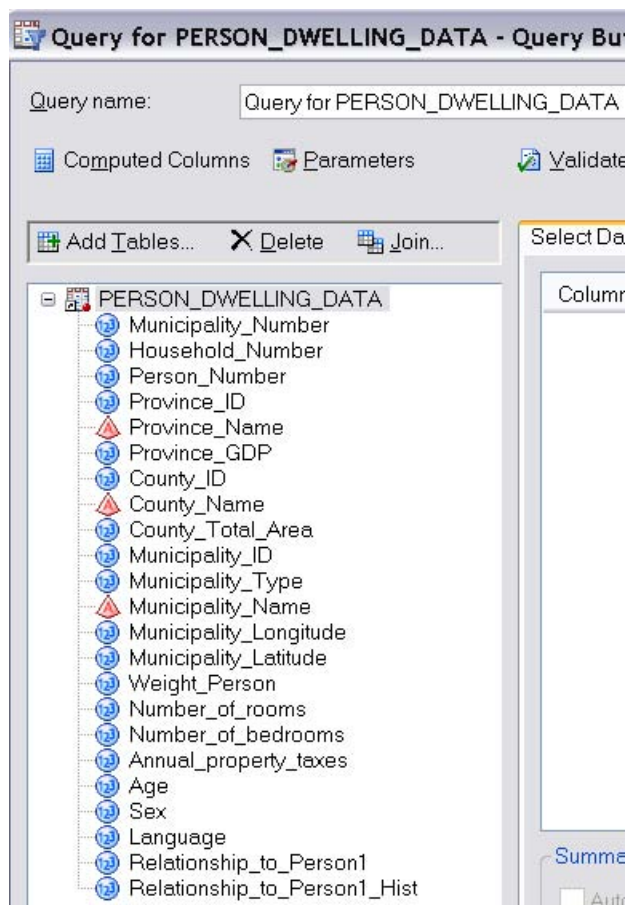 Query for PERSON_DWELLING_DATA - Query Bu
Query name: Query for PERSON_DWELLING_DATA
Computed Columns Parameters Validate
Add Tables... Delete Join... Select Da
Column
PERSON_DWELLING_DATA
Municipality_Number
Household_Number
Person_Number
Province_ID
Province_Name
Province_GDP
County_ID
County_Name
County_Total_Area
Municipality_ID
Municipality_Type
Municipality_Name
Municipality_Longitude
Municipality_Latitude
Weight_Person
Number_of_rooms
Number_of_bedrooms
Annual_property_taxes
Age
Sex
Language
Relationship_to_Person1
Relationship_to_Person1_Hist
Summa
Auto